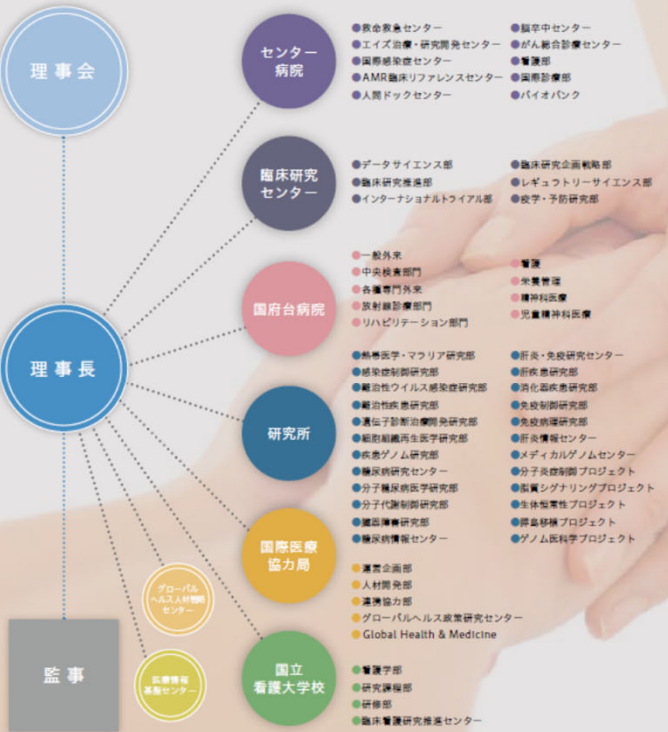 理事会
理事長
監事
センター
病院
●救命救急センター
●エイズ治療・研究開発センター
●国際感染症センター
●AMR臨床リファレンスセンター
●人間ドックセンター
●脳卒中センター
●がん総合診療センター
●看護部
●国際診療部
●バイオバンク
臨床研究
センター
●データサイエンス部
●臨床研究推進部
●インターナショナルトライアル部
●臨床研究企画戦略部
●レギュラトリーサイエンス部
●疫学・予防研究部
国府台病院
●一般外来
●中央検査部門
●各種専門外来
●放射線診療部門
●リハビリテーション部門
●看護
●栄養管理
●精神科医療
●児童精神科医療
研究所
●熱帯医学・マラリア研究部
●感染症制御研究部
●難治性ウイルス感染症研究部
●難治性疾患研究部
●遺伝子診断治療開発研究部
●細胞組織再生医学研究部
●疾患ゲノム研究部
●糖尿病研究センター
●分子糖尿病医学研究部
●分子代謝制御研究部
●臓器障害研究部
●糖尿病情報センター
●肝炎・免疫研究センター
●肝疾患研究部
●消化器疾患研究部
●免疫制御研究部
●免疫病理研究部
●肝炎情報センター
●メディカルゲノムセンター
●分子炎症制御プロジェクト
●脂質シグナリングプロジェクト
●生体恒常性プロジェクト
●膵島移植プロジェクト
●ゲノム医科学プロジェクト
国際医療
協力局
●運営企画部
●人材開発部
●連携協力部
●グローバルヘルス政策研究センター
●Global Health & Medicine
グローバル
ヘルス人材戦略
センター
医療情報
基盤センター
国立
看護大学校
●看護学部
●研究課程部
●研修部
●臨床看護研究推進センター